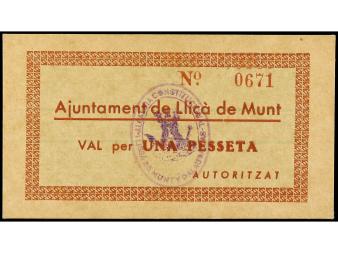 Nº 0671
Ajuntament de Lliçà de Munt
VAL per UNA PESSETA
AUTORITZAT